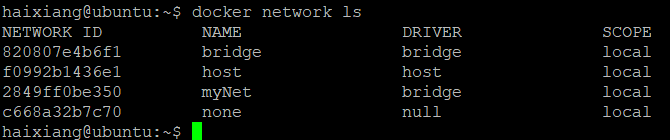 haixiang@ubuntu:~$ docker network ls
NETWORK ID          NAME                DRIVER              SCOPE
820807e4b6f1        bridge              bridge              local
f0992b1436e1        host                host                local
2849ff0be350        myNet               bridge              local
c668a32b7c70        none                null                local
haixiang@ubuntu:~$